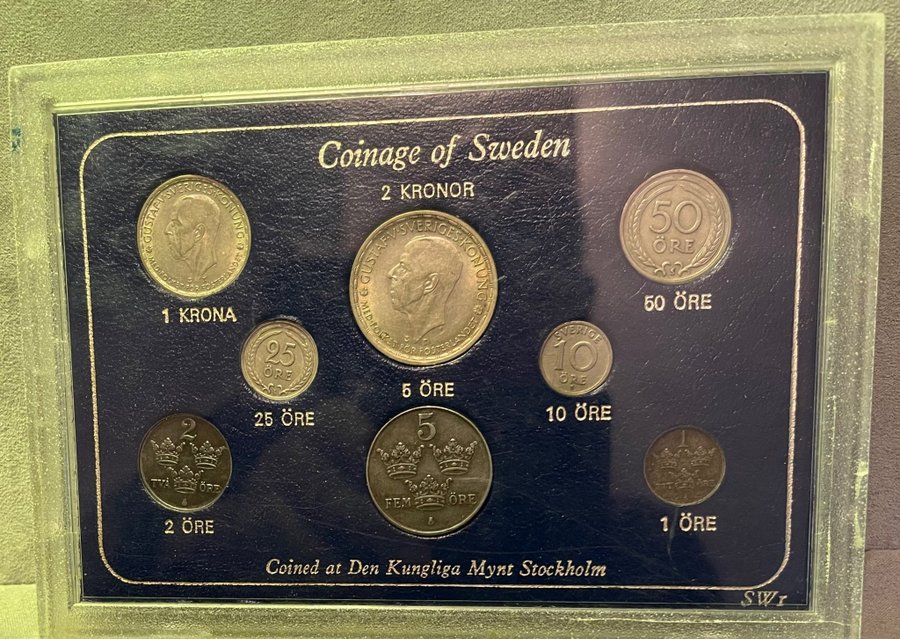 Coinage of Sweden
2 KRONOR
GUSTAF V SVERIGES KONUNG
1 KRONA
GUSTAF V SVERIGES KONUNG
50
ÖRE
50 ÖRE
25
ÖRE
25 ÖRE
5 ÖRE
SVERIGE
10
ÖRE
10 ÖRE
2
TVÅ ÖRE
2 ÖRE
5
FEM ÖRE
1
1 ÖRE
Coined at Den Kungliga Mynt Stockholm
SW1